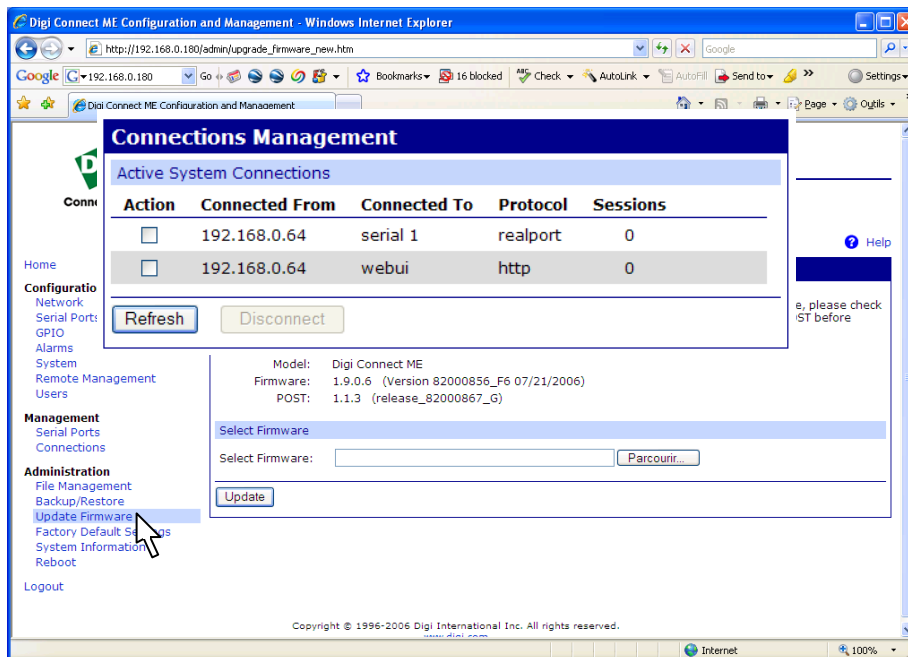 Digi Connect ME Configuration and Management - Windows Internet Explorer
http://192.168.0.180/admin/upgrade_firmware_new.htm
Google
Google G 192.168.0.180 Go Bookmarks 16 blocked ABC Check AutoLink AutoFill Send to Settings
Digi Connect ME Configuration and Management
Page Outils
Connections Management
Active System Connections
Action Connected From Connected To Protocol Sessions
192.168.0.64 serial 1 realport 0
192.168.0.64 webui http 0
Refresh Disconnect
Help
e, please check
ST before
Home
Configuratio
Network
Serial Ports
GPIO
Alarms
System
Remote Management
Users
Management
Serial Ports
Connections
Administration
File Management
Backup/Restore
Update Firmware
Factory Default
System Information
Reboot
Logout
Model: Digi Connect ME
Firmware: 1.9.0.6 (Version 82000856_F6 07/21/2006)
POST: 1.1.3 (release_82000867_G)
Select Firmware
Select Firmware: Parcourir...
Update
Copyright © 1996-2006 Digi International Inc. All rights reserved.
Internet 100%